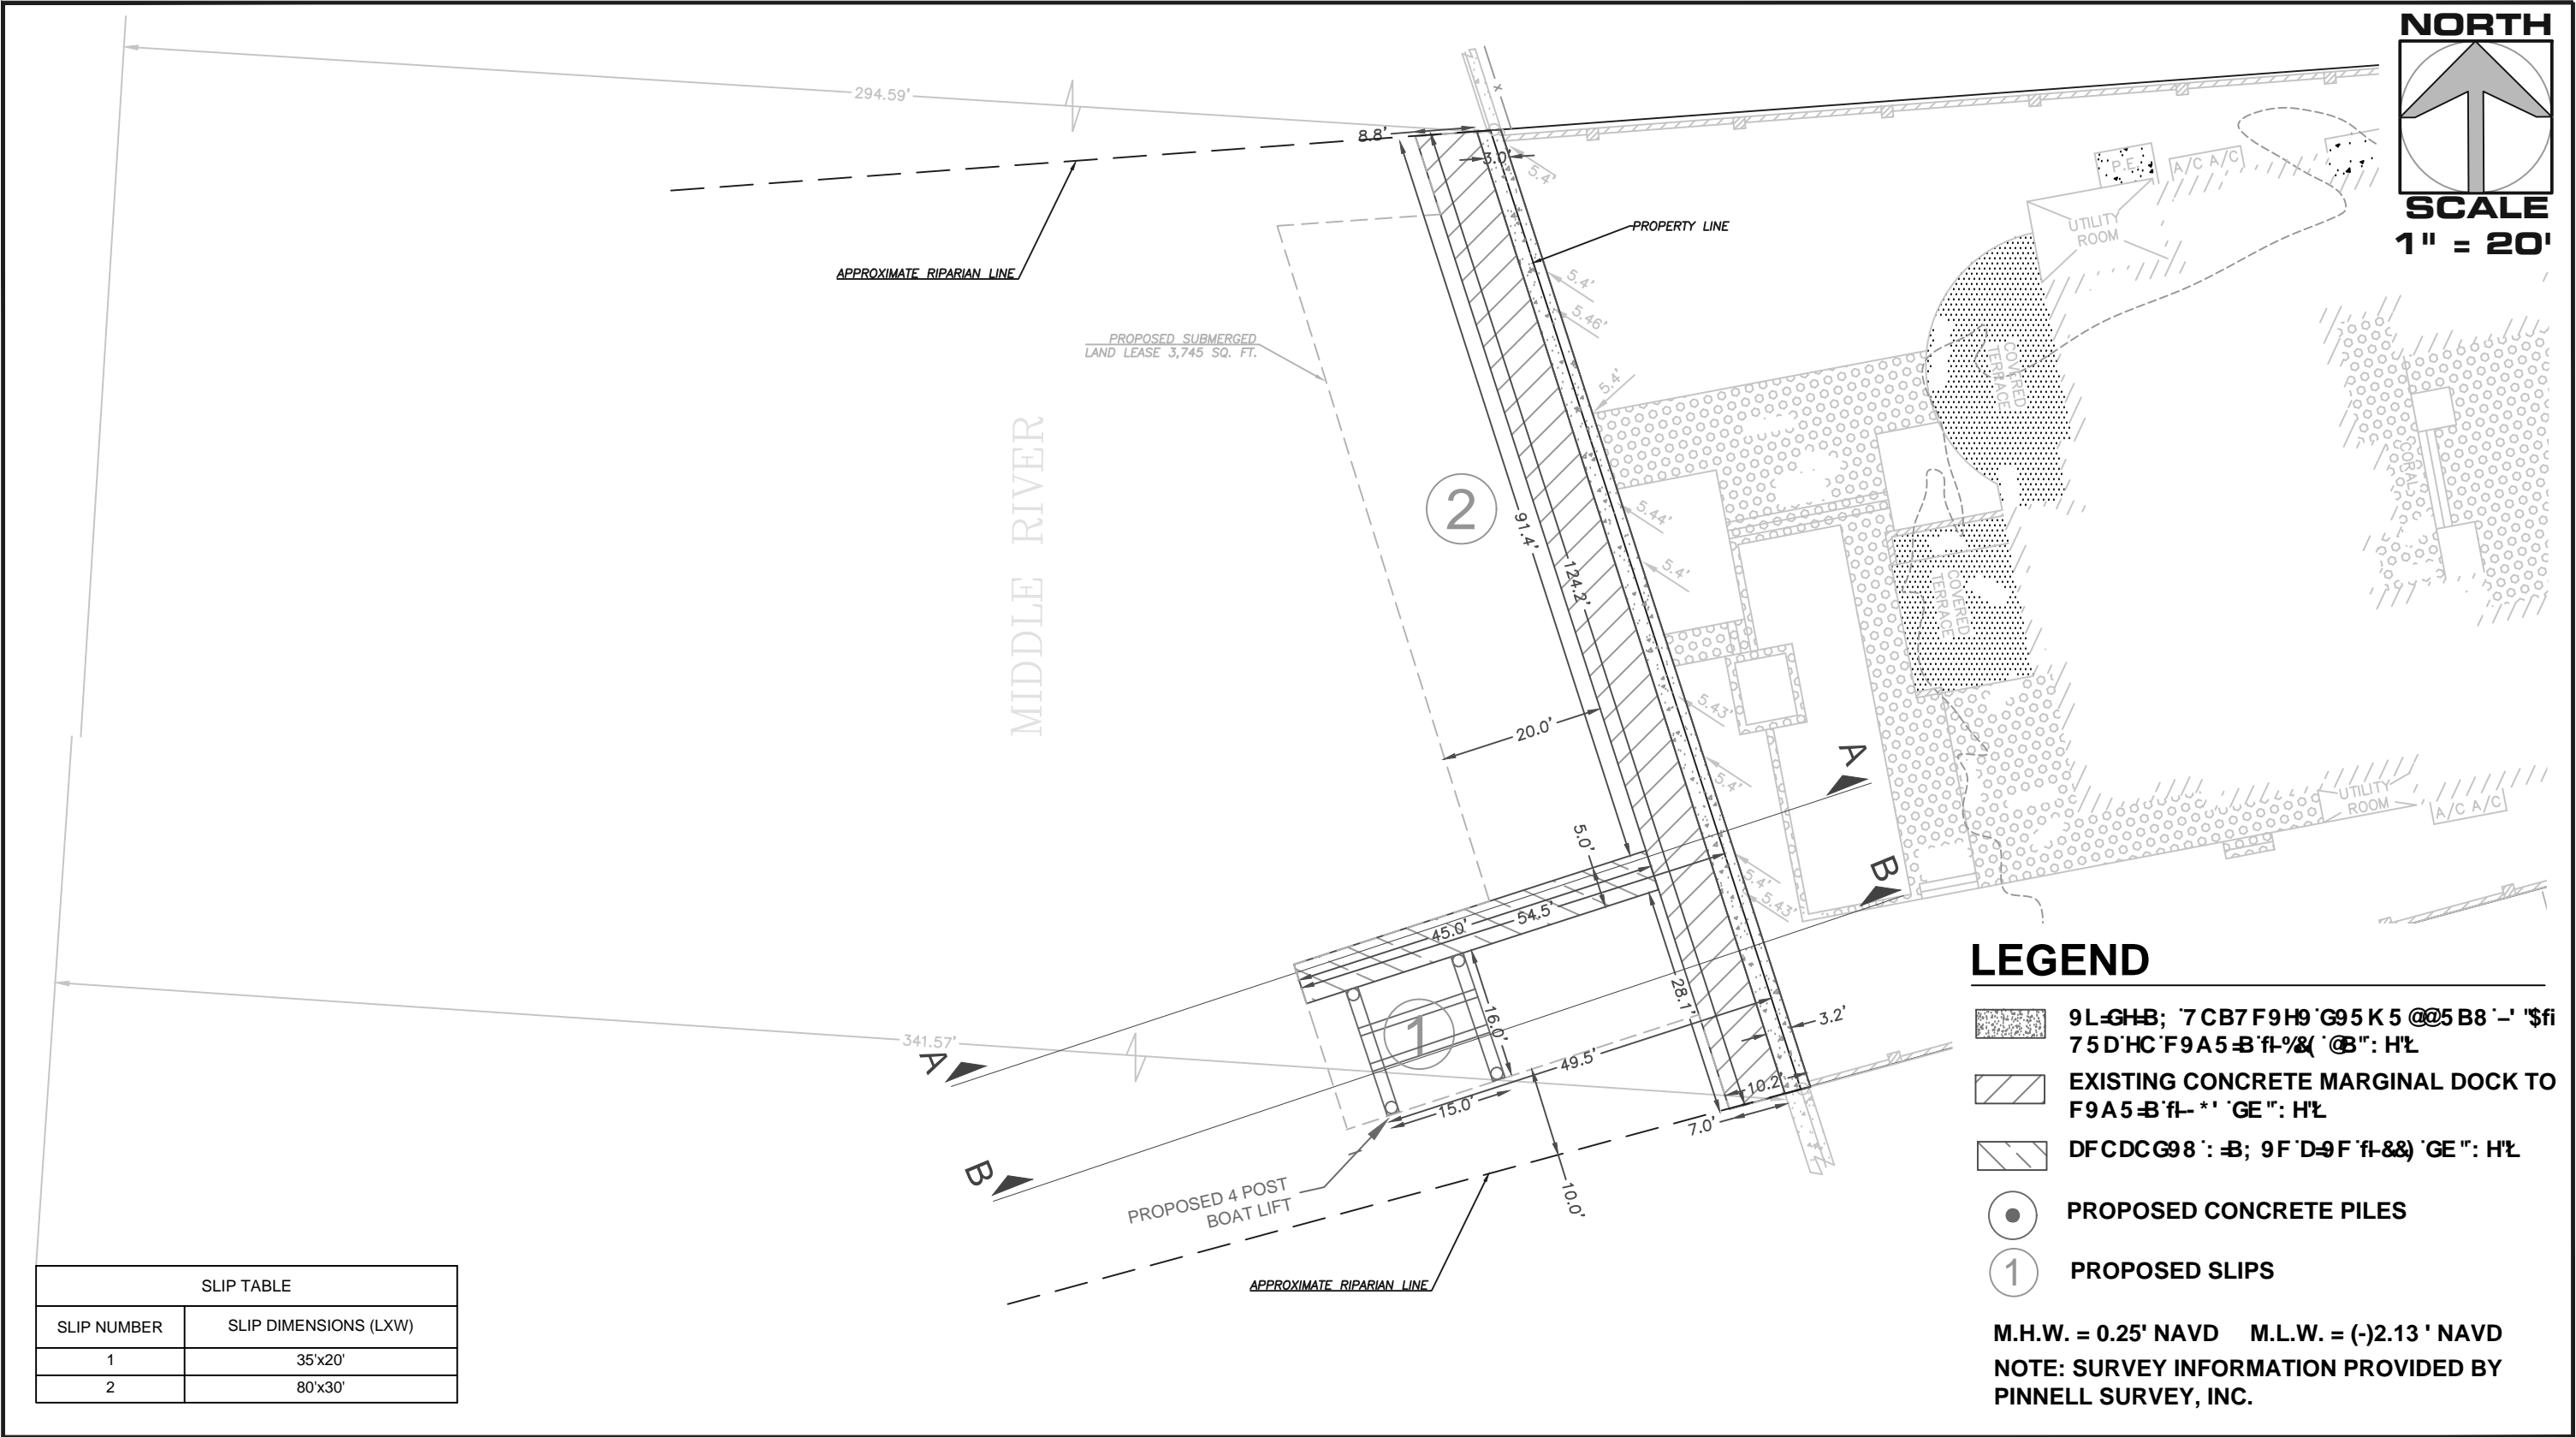 NORTH
SCALE
1" = 20'
294.59'
8.8'
3.0'
5.4'
x
P.E.
A/C A/C
UTILITY
ROOM
PROPERTY LINE
APPROXIMATE RIPARIAN LINE
5.4'
5.46'
PROPOSED SUBMERGED
LAND LEASE 3,745 SQ. FT.
5.4'
COVERED
TERRACE
MIDDLE RIVER
2
91.4'
124.2'
5.44'
5.4'
CORAL
COVERED
TERRACE
5.43'
20.0'
A
5.4'
UTILITY
ROOM
A/C A/C
5.0'
B
5.4'
5.43'
45.0'
54.5'
28.1'
16.0'
1
3.2'
341.57'
A
49.5'
10.2'
15.0'
7.0'
B
PROPOSED 4 POST
BOAT LIFT
10.0'
APPROXIMATE RIPARIAN LINE
LEGEND
EXISTING CONCRETE MARGINAL DOCK TO
PROPOSED CONCRETE PILES
1
PROPOSED SLIPS
M.H.W. = 0.25' NAVD M.L.W. = (-)2.13 ' NAVD
NOTE: SURVEY INFORMATION PROVIDED BY
PINNELL SURVEY, INC.
SLIP TABLE
SLIP NUMBER SLIP DIMENSIONS (LXW)
1 35'x20'
2 80'x30'